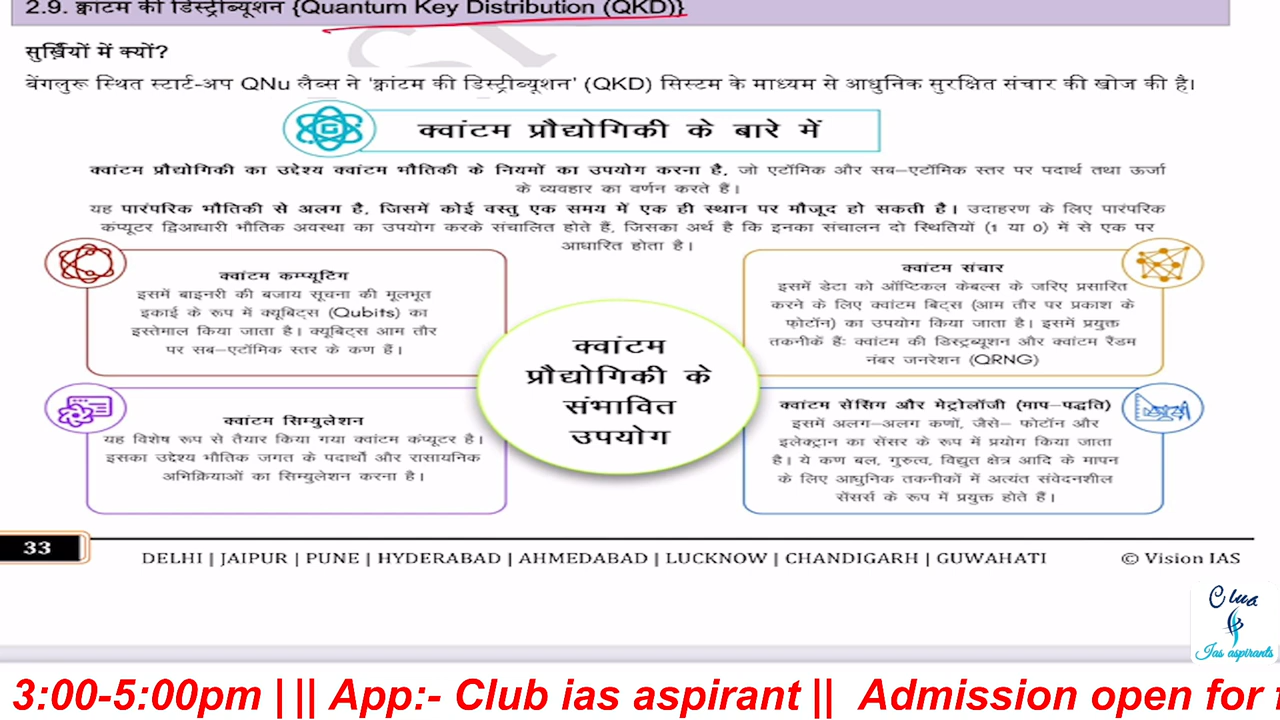 2.9. क्वांटम की डिस्ट्रीब्यूशन {Quantum Key Distribution (QKD)}
सुर्ख़ियों में क्यों?
बेंगलुरू स्थित स्टार्ट-अप QNu लैब्स ने 'क्वांटम की डिस्ट्रीब्यूशन' (QKD) सिस्टम के माध्यम से आधुनिक सुरक्षित संचार की खोज की है।
क्वांटम प्रौद्योगिकी के बारे में
क्वांटम प्रौद्योगिकी का उद्देश्य क्वांटम भौतिकी के नियमों का उपयोग करना है, जो एटॉमिक और सब-एटॉमिक स्तर पर पदार्थ तथा ऊर्जा
के व्यवहार का वर्णन करते हैं।
यह पारंपरिक भौतिकी से अलग है, जिसमें कोई वस्तु एक समय में एक ही स्थान पर मौजूद हो सकती है। उदाहरण के लिए पारंपरिक
कंप्यूटर द्विआधारी भौतिक अवस्था का उपयोग करके संचालित होते हैं, जिसका अर्थ है कि इनका संचालन दो स्थितियों (1 या 0) में से एक पर
आधारित होता है।
क्वांटम कम्प्यूटिंग
इसमें बाइनरी की बजाय सूचना की मूलभूत
इकाई के रूप में क्यूबिट्स (Qubits) का
इस्तेमाल किया जाता है। क्यूबिट्स आम तौर
पर सब-एटॉमिक स्तर के कण हैं।
क्वांटम संचार
इसमें डेटा को ऑप्टिकल केबल्स के जरिए प्रसारित
करने के लिए क्वांटम बिट्स (आम तौर पर प्रकाश के
फ़ोटॉन) का उपयोग किया जाता है। इसमें प्रयुक्त
तकनीकें हैंः क्वांटम की डिस्ट्रब्यूशन और क्वांटम रैंडम
नंबर जनरेशन (QRNG)
क्वांटम
प्रौद्योगिकी के
संभावित
उपयोग
क्वांटम सिम्युलेशन
यह विशेष रूप से तैयार किया गया क्वांटम कंप्यूटर है।
इसका उद्देश्य भौतिक जगत के पदार्थों और रासायनिक
अभिक्रियाओं का सिम्युलेशन करना है।
क्वांटम सेंसिंग और मेट्रोलॉजी (माप-पद्धति)
इसमें अलग-अलग कणों, जैसे- फोटॉन और
इलेक्ट्रान का सेंसर के रूप में प्रयोग किया जाता
है। ये कण बल, गुरुत्व, विद्युत क्षेत्र आदि के मापन
के लिए आधुनिक तकनीकों में अत्यंत संवेदनशील
सेंसर्स के रूप में प्रयुक्त होते हैं।
33
DELHI | JAIPUR | PUNE | HYDERABAD | AHMEDABAD | LUCKNOW | CHANDIGARH | GUWAHATI
© Vision IAS
Club
Ias aspirants
3:00-5:00pm | || App:- Club ias aspirant || Admission open for f